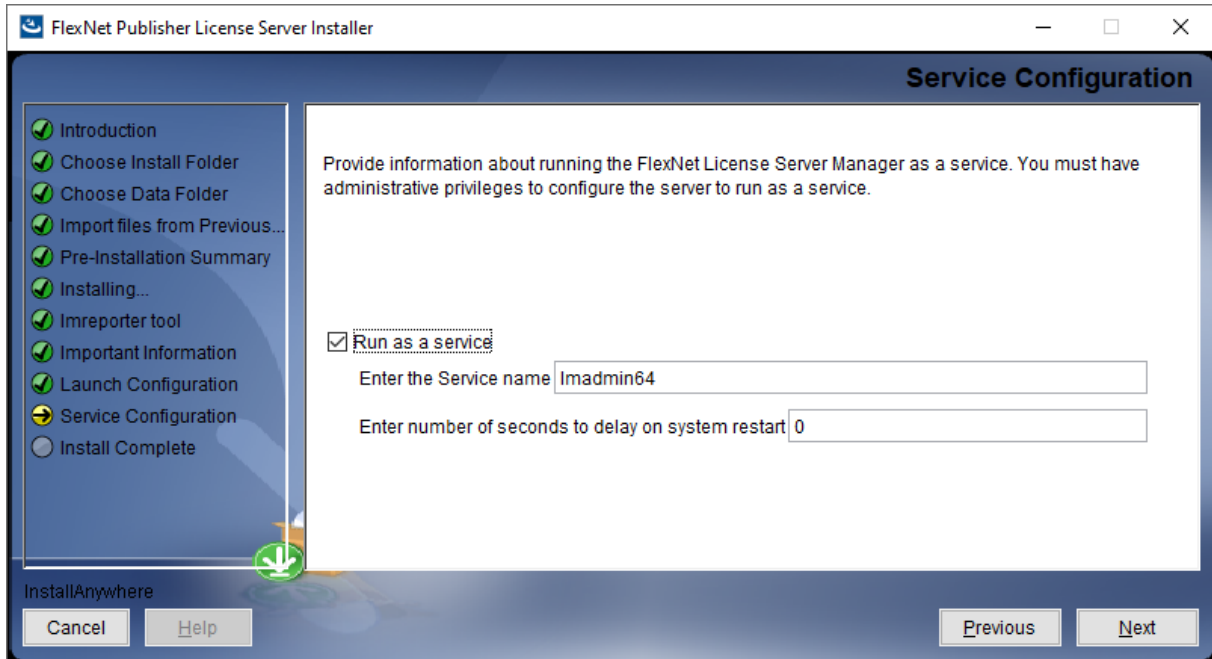 FlexNet Publisher License Server Installer
Service Configuration
Introduction
Choose Install Folder
Choose Data Folder
Import files from Previous...
Pre-Installation Summary
Installing...
lmreporter tool
Important Information
Launch Configuration
Service Configuration
Install Complete
Provide information about running the FlexNet License Server Manager as a service. You must have
administrative privileges to configure the server to run as a service.
Run as a service
Enter the Service name lmadmin64
Enter number of seconds to delay on system restart 0
InstallAnywhere
Cancel Help Previous Next